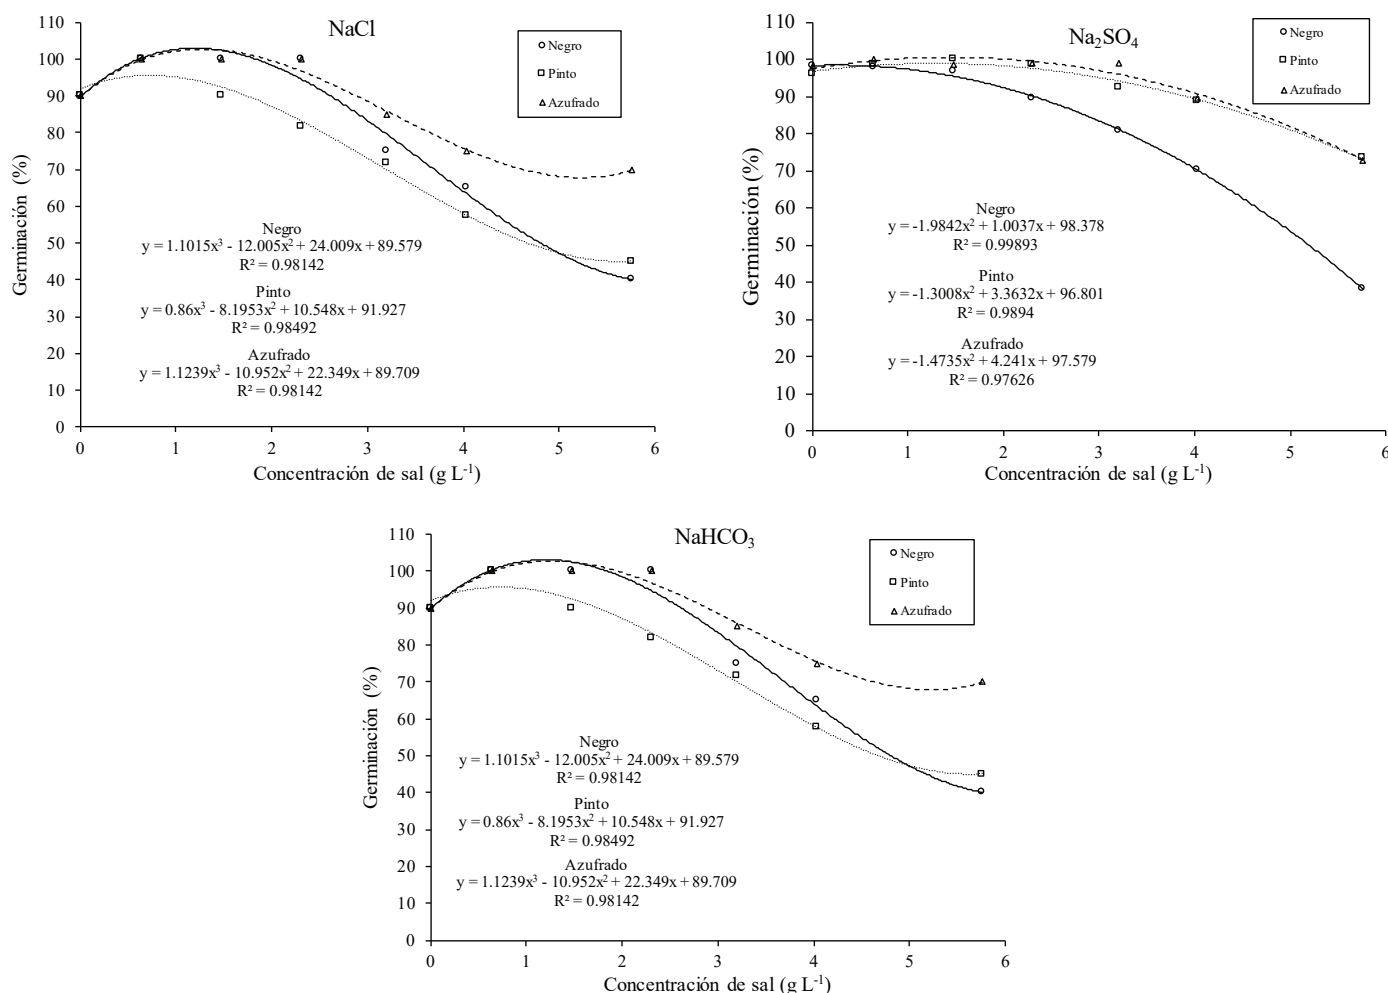 NaCl
110
100
90
80
70
60
50
40
30
20
10
0
Germinación (%)
Negro
Pinto
Azufrado
Negro
y = 1.1015x³ - 12.005x² + 24.009x + 89.579
R² = 0.98142
Pinto
y = 0.86x³ - 8.1953x² + 10.548x + 91.927
R² = 0.98492
Azufrado
y = 1.1239x³ - 10.952x² + 22.349x + 89.709
R² = 0.98142
0 1 2 3 4 5 6
Concentración de sal (g L⁻¹)
Na₂SO₄
110
100
90
80
70
60
50
40
30
20
10
0
Germinación (%)
Negro
Pinto
Azufrado
Negro
y = -1.9842x² + 1.0037x + 98.378
R² = 0.99893
Pinto
y = -1.3008x² + 3.3632x + 96.801
R² = 0.9894
Azufrado
y = -1.4735x² + 4.241x + 97.579
R² = 0.97626
0 1 2 3 4 5 6
Concentración de sal (g L⁻¹)
NaHCO₃
110
100
90
80
70
60
50
40
30
20
10
0
Germinación (%)
Negro
Pinto
Azufrado
Negro
y = 1.1015x³ - 12.005x² + 24.009x + 89.579
R² = 0.98142
Pinto
y = 0.86x³ - 8.1953x² + 10.548x + 91.927
R² = 0.98492
Azufrado
y = 1.1239x³ - 10.952x² + 22.349x + 89.709
R² = 0.98142
0 1 2 3 4 5 6
Concentración de sal (g L⁻¹)